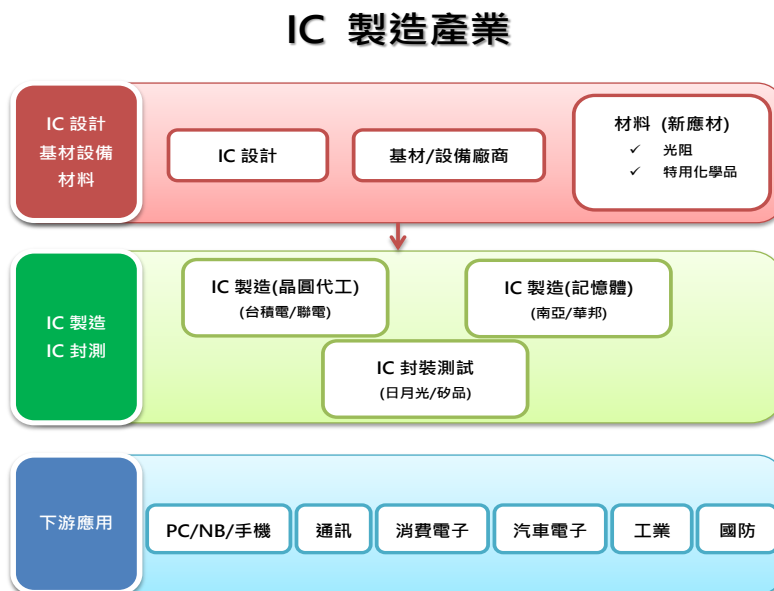 IC 製造產業
IC 設計
基材設備
材料
IC 設計
基材/設備廠商
材料 (新應材)
✓ 光阻
✓ 特用化學品
IC 製造
IC 封測
IC 製造(晶圓代工)
(台積電/聯電)
IC 製造(記憶體)
(南亞/華邦)
IC 封裝測試
(日月光/矽品)
下游應用
PC/NB/手機
通訊
消費電子
汽車電子
工業
國防